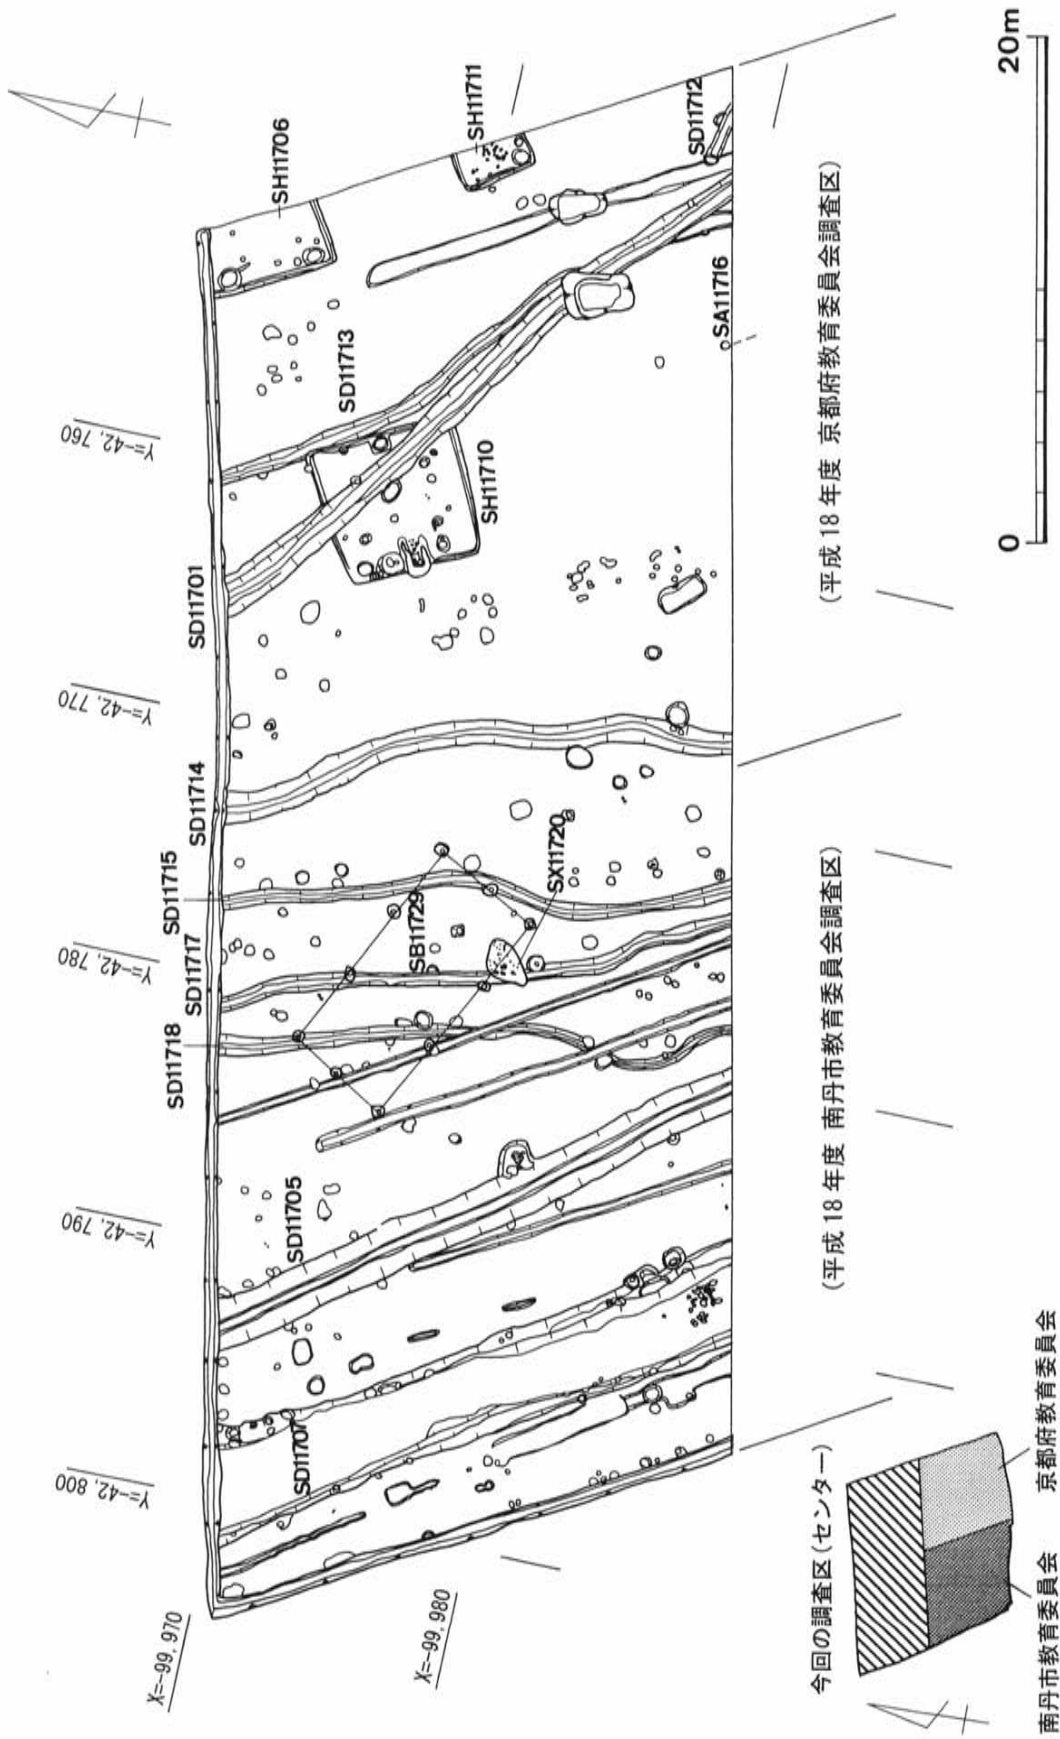 Y=-42,800
Y=-42,790
Y=-42,780
Y=-42,770
Y=-42,760
X=-99,970
X=-99,980
SD11718
SD11717
SD11715
SD11714
SD11701
SH11706
SH11711
SD11707
SD11705
SB11729
SX11720
SD11713
SH11710
SA11716
SD11712
(平成18年度 南丹市教育委員会調査区)
(平成18年度 京都府教育委員会調査区)
今回の調査区(センター)
南丹市教育委員会
京都府教育委員会
0
20m